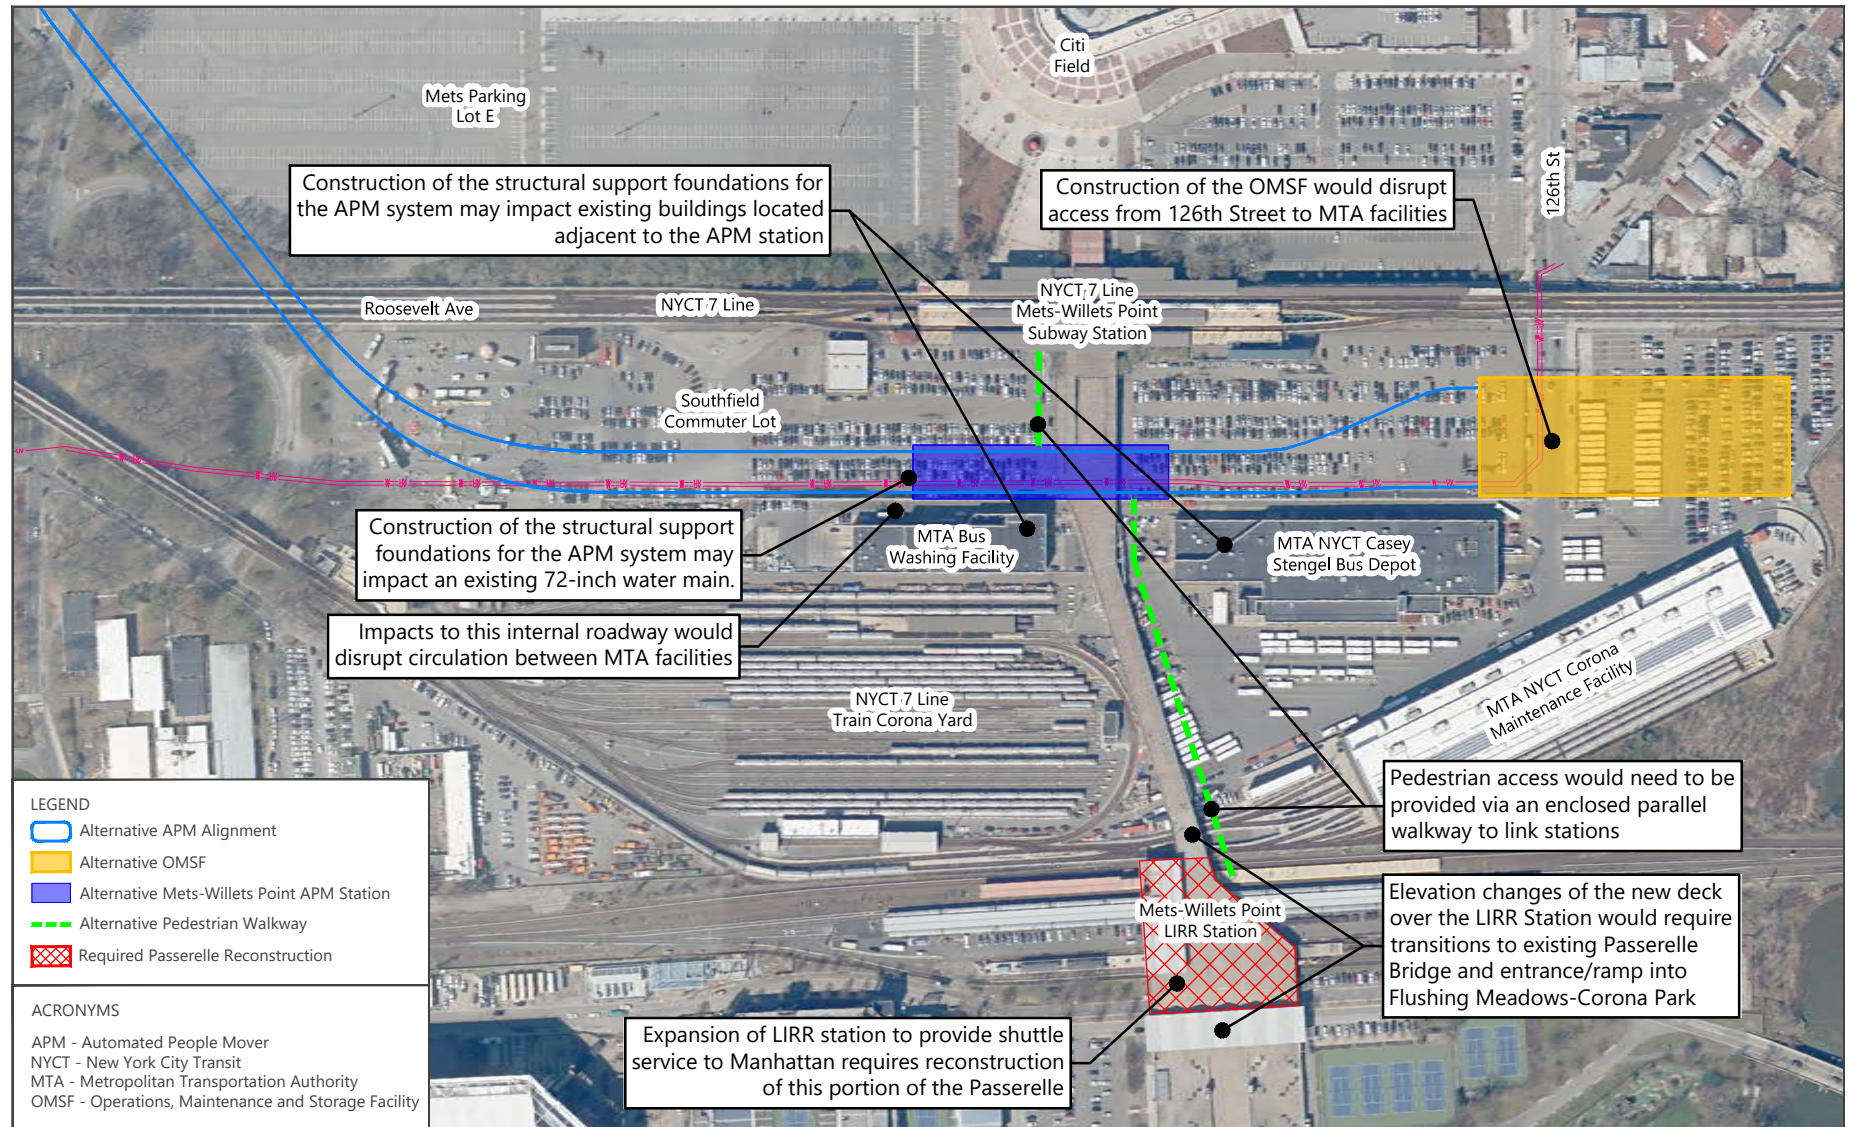 Citi
Field
Mets Parking
Lot E
126th St
Construction of the structural support foundations for
the APM system may impact existing buildings located
adjacent to the APM station
Construction of the OMSF would disrupt
access from 126th Street to MTA facilities
Roosevelt Ave
NYCT 7 Line
NYCT 7 Line
Mets-Willets Point
Subway Station
Southfield
Commuter Lot
Construction of the structural support
foundations for the APM system may
impact an existing 72-inch water main.
MTA Bus
Washing Facility
MTA NYCT Casey
Stengel Bus Depot
Impacts to this internal roadway would
disrupt circulation between MTA facilities
NYCT 7 Line
Train Corona Yard
MTA NYCT Corona
Maintenance Facility
Pedestrian access would need to be
provided via an enclosed parallel
walkway to link stations
Mets-Willets Point
LIRR Station
Elevation changes of the new deck
over the LIRR Station would require
transitions to existing Passerelle
Bridge and entrance/ramp into
Flushing Meadows-Corona Park
Expansion of LIRR station to provide shuttle
service to Manhattan requires reconstruction
of this portion of the Passerelle
LEGEND
Alternative APM Alignment
Alternative OMSF
Alternative Mets-Willets Point APM Station
Alternative Pedestrian Walkway
Required Passerelle Reconstruction
ACRONYMS
APM - Automated People Mover
NYCT - New York City Transit
MTA - Metropolitan Transportation Authority
OMSF - Operations, Maintenance and Storage Facility